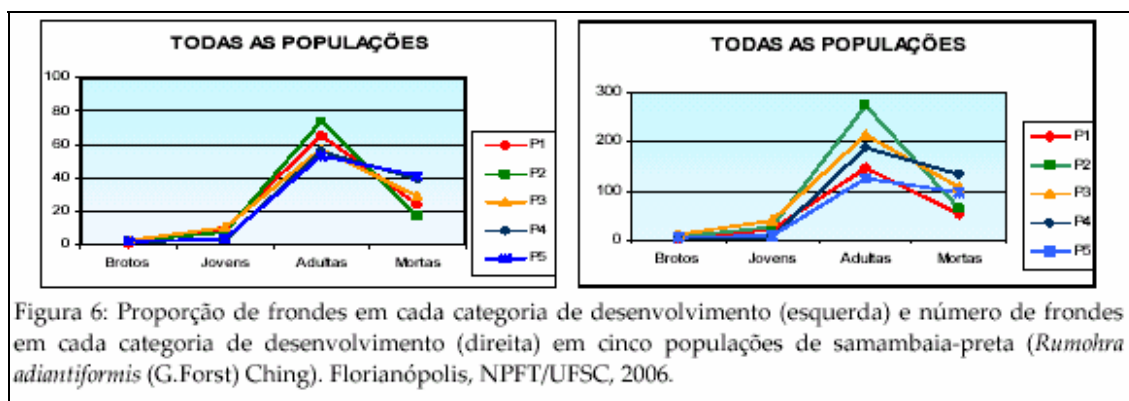 TODAS AS POPULAÇÕES
100
80
60
40
20
0
Brotos Jovens Adultas Mortas
P1
P2
P3
P4
P5
TODAS AS POPULAÇÕES
300
200
100
0
Brotos Jovens Adultas Mortas
P1
P2
P3
P4
P5
Figura 6: Proporção de frondes em cada categoria de desenvolvimento (esquerda) e número de frondes
em cada categoria de desenvolvimento (direita) em cinco populações de samambaia-preta (Rumohra
adiantiformis (G.Forst) Ching). Florianópolis, NPFT/UFSC, 2006.